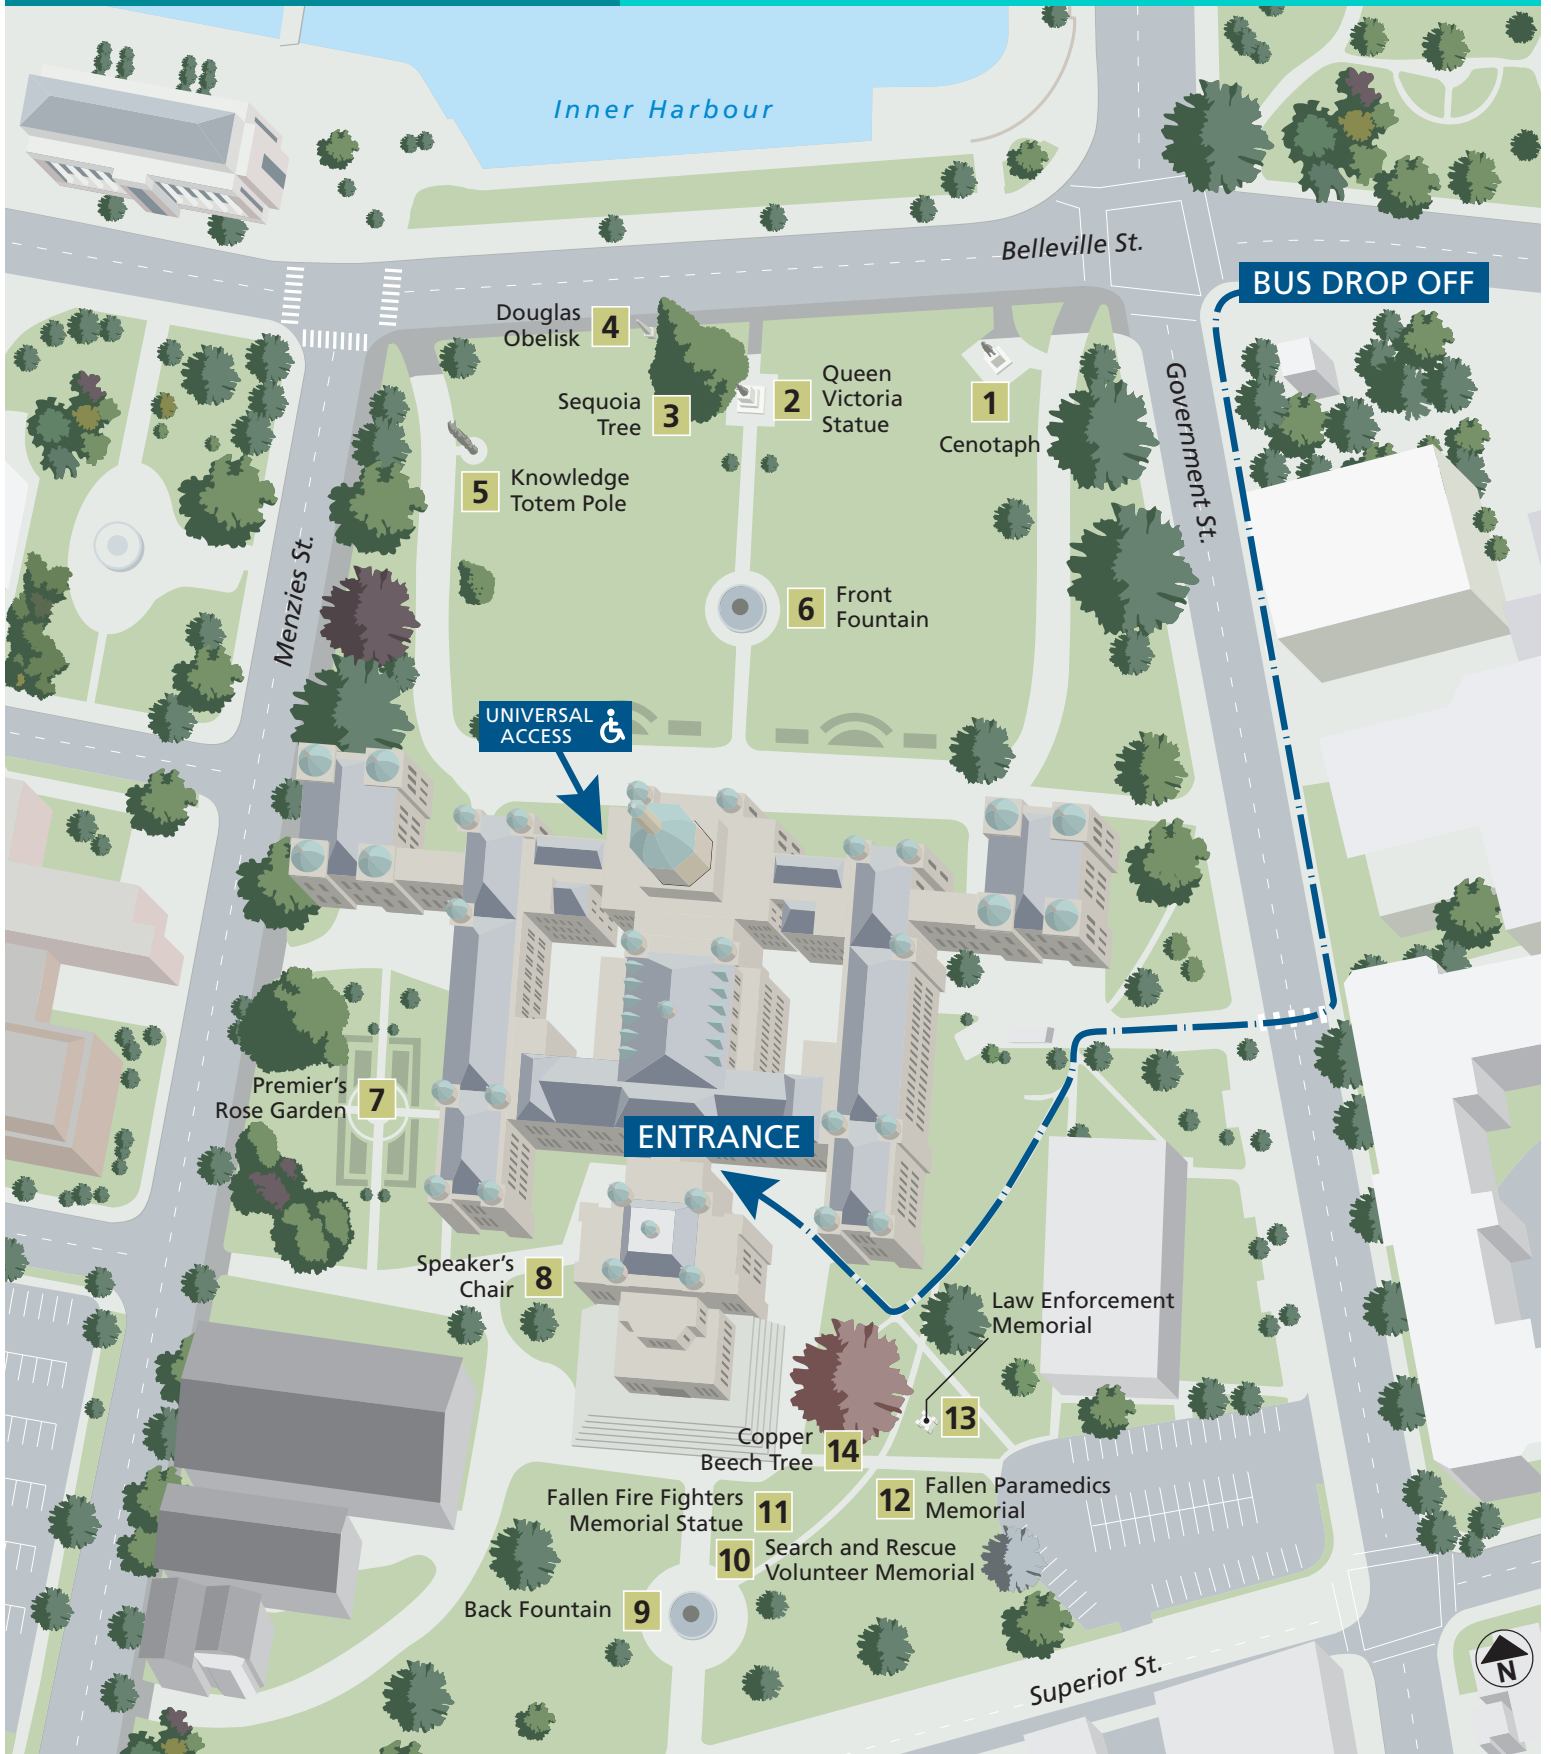 Inner Harbour
Belleville St.
BUS DROP OFF
Douglas
Obelisk
4
Sequoia
Tree
3
2
Queen
Victoria
Statue
1
Cenotaph
Government St.
5
Knowledge
Totem Pole
Menzies St.
6
Front
Fountain
UNIVERSAL
ACCESS
Premier's
Rose Garden
7
ENTRANCE
Speaker's
Chair
8
Law Enforcement
Memorial
13
Copper
Beech Tree
14
Fallen Fire Fighters
Memorial Statue
11
12
Fallen Paramedics
Memorial
10
Search and Rescue
Volunteer Memorial
Back Fountain
9
Superior St.
N